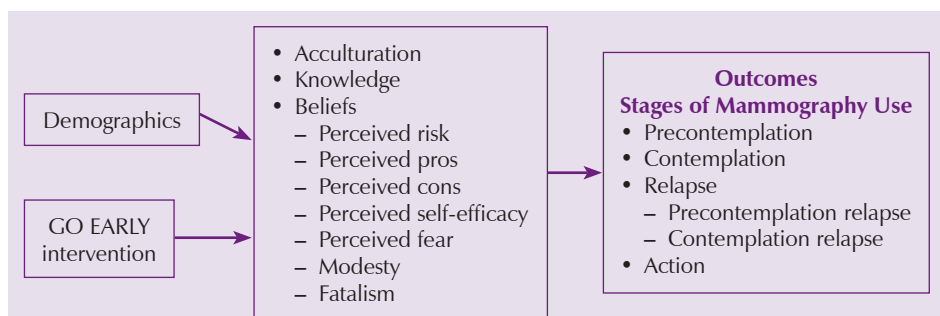 Demographics
GO EARLY
intervention
• Acculturation
• Knowledge
• Beliefs
– Perceived risk
– Perceived pros
– Perceived cons
– Perceived self-efficacy
– Perceived fear
– Modesty
– Fatalism
Outcomes
Stages of Mammography Use
• Precontemplation
• Contemplation
• Relapse
– Precontemplation relapse
– Contemplation relapse
• Action